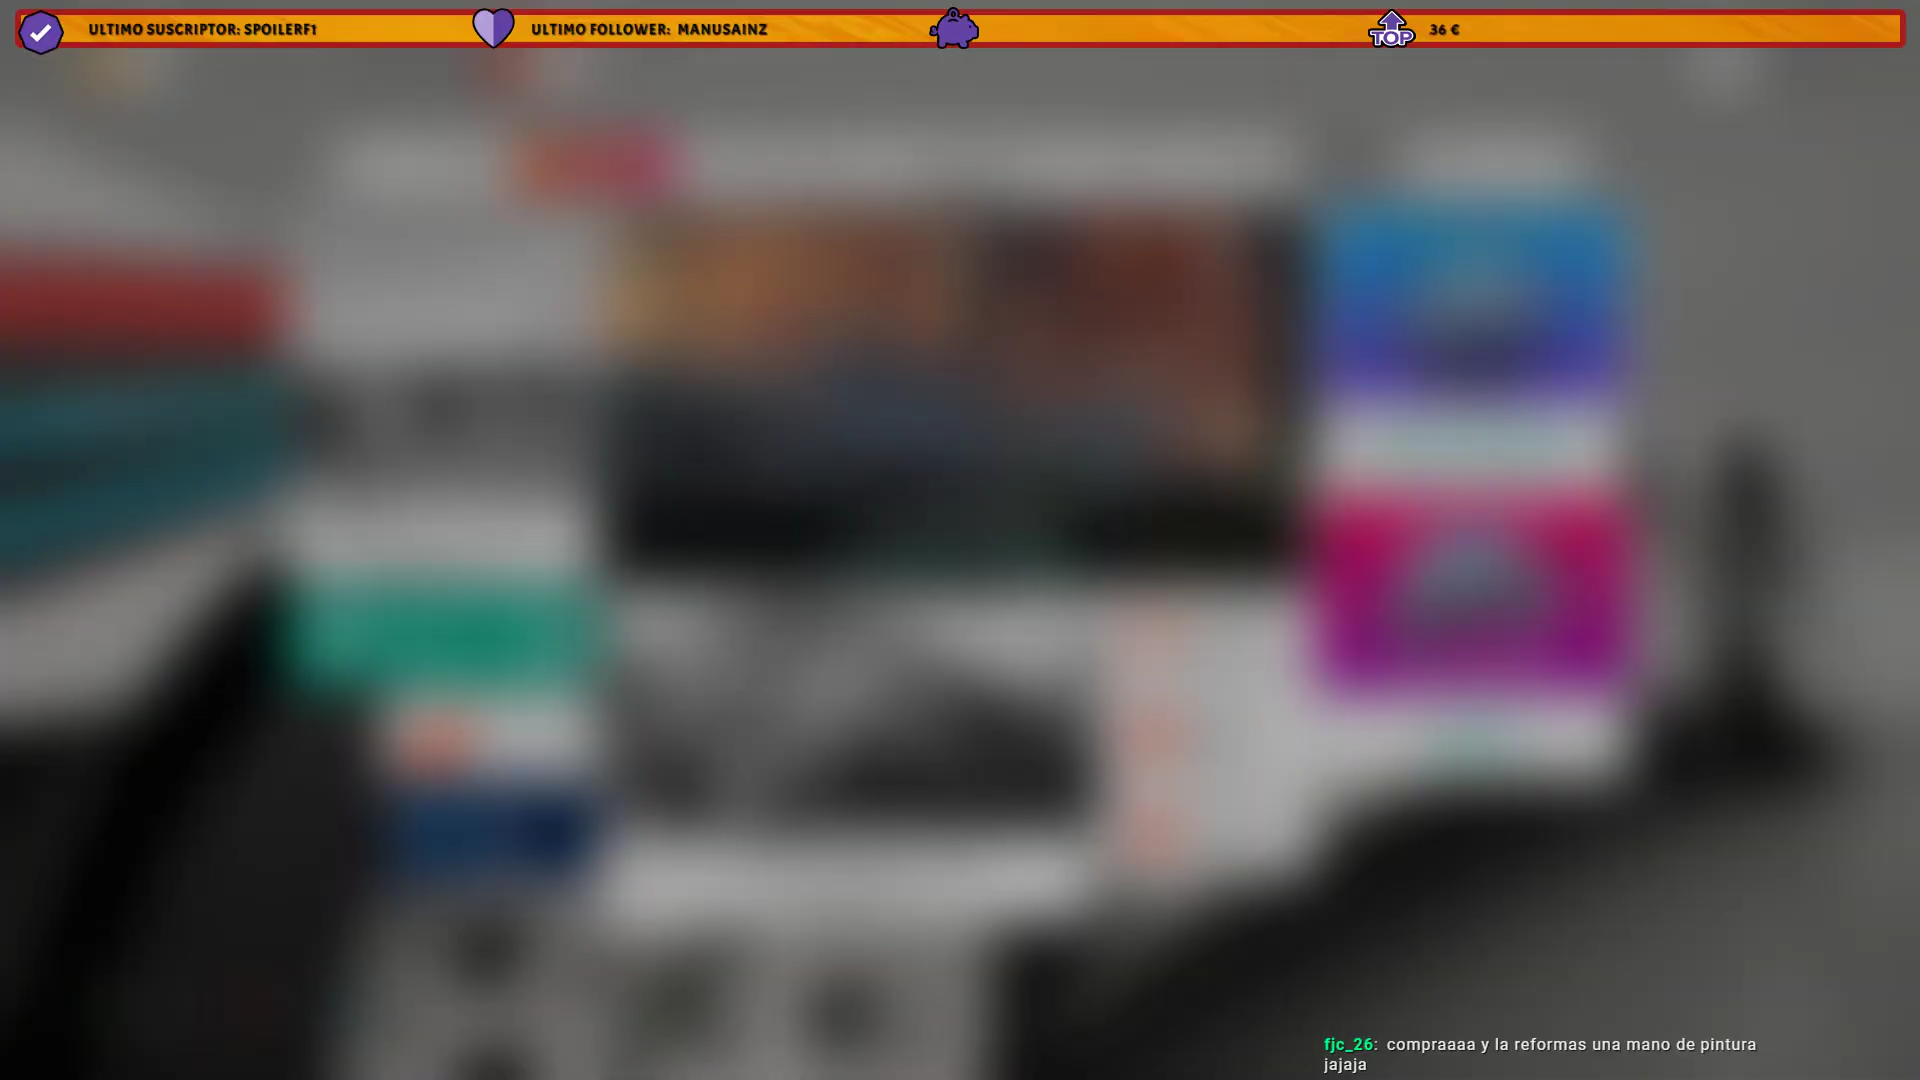 ULTIMO SUSCRIPTOR: SPOILERF1
ULTIMO FOLLOWER: MANUSAINZ
TOP
36 €
fjc_26: compraaaa y la reformas una mano de pintura
jajaja